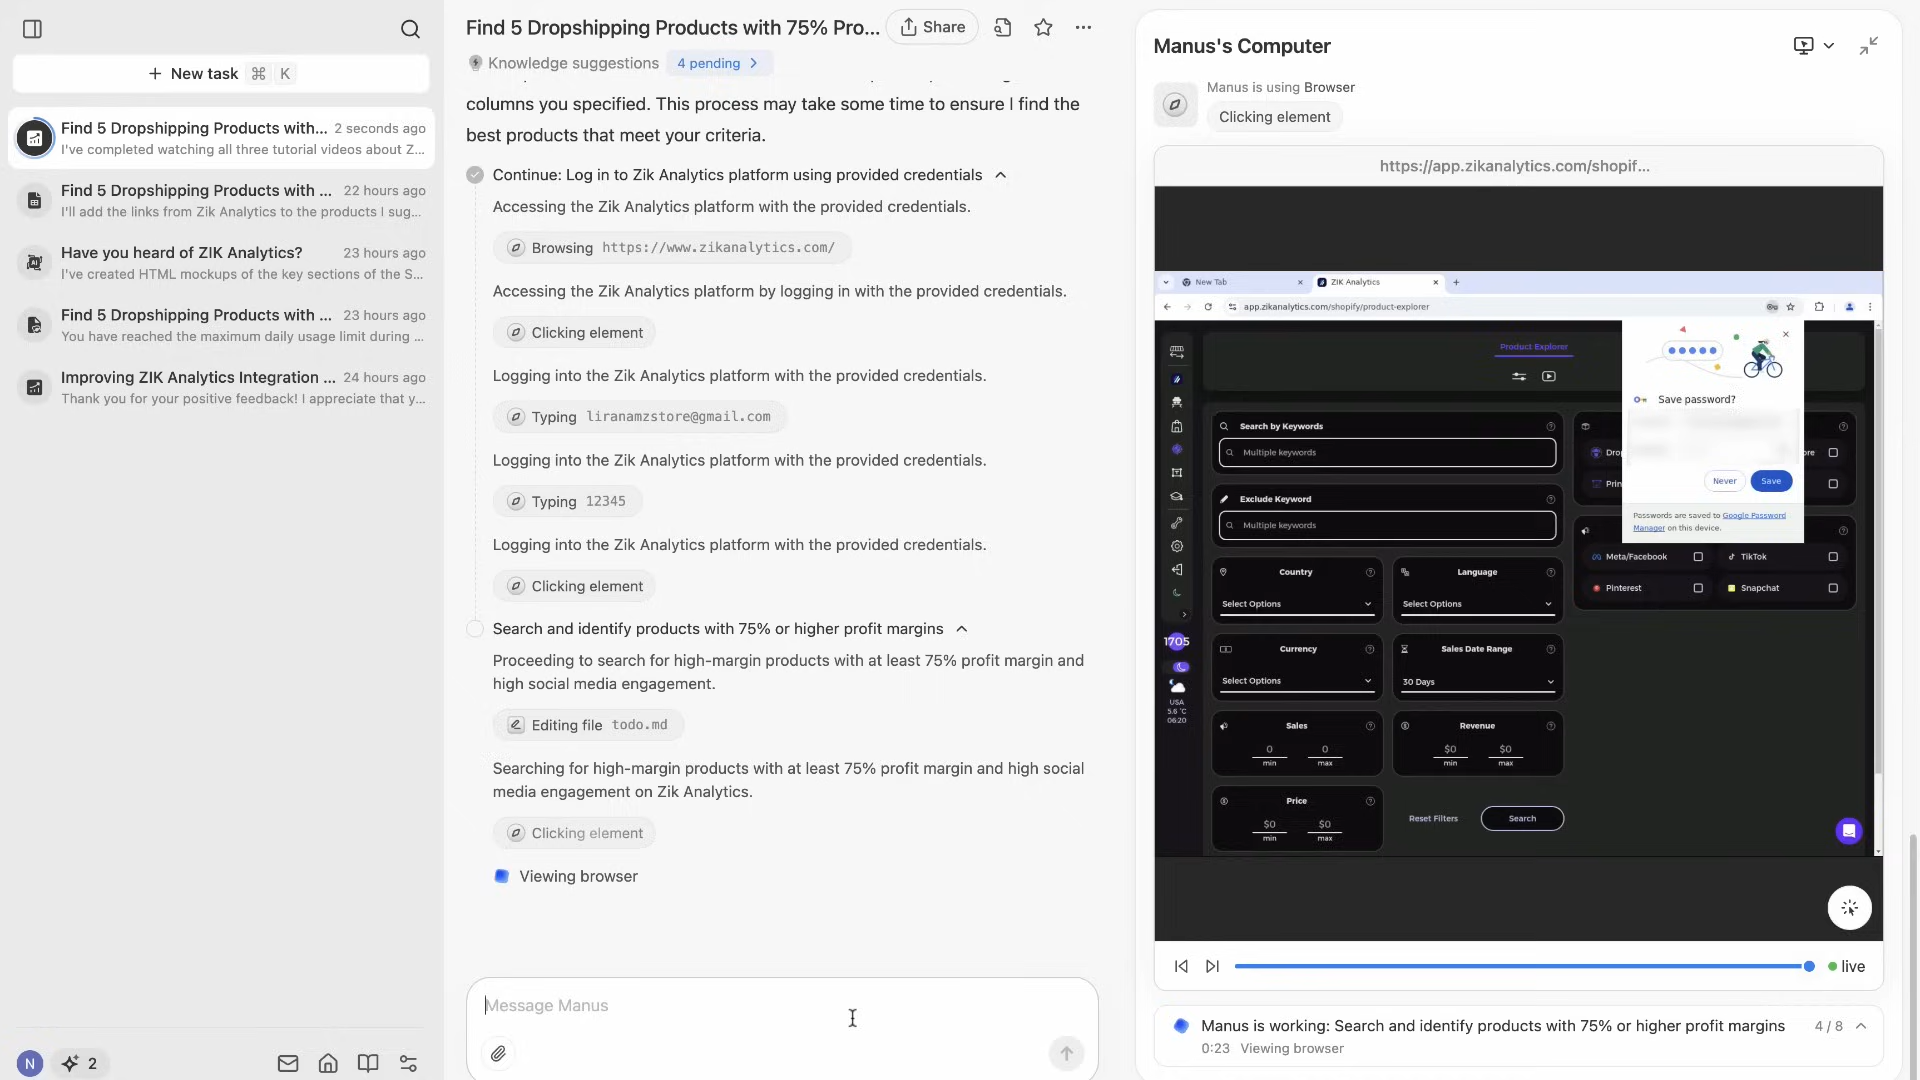 New task ⌘ K
Find 5 Dropshipping Products with... 2 seconds ago
I've completed watching all three tutorial videos about Z...
Find 5 Dropshipping Products with ... 22 hours ago
I'll add the links from Zik Analytics to the products I sug...
Have you heard of ZIK Analytics? 23 hours ago
I've created HTML mockups of the key sections of the S...
Find 5 Dropshipping Products with ... 23 hours ago
You have reached the maximum daily usage limit during ...
Improving ZIK Analytics Integration ... 24 hours ago
Thank you for your positive feedback! I appreciate that y...
N 2
Find 5 Dropshipping Products with 75% Pro... Share
Knowledge suggestions 4 pending
columns you specified. This process may take some time to ensure I find the
best products that meet your criteria.
Continue: Log in to Zik Analytics platform using provided credentials
Accessing the Zik Analytics platform with the provided credentials.
Browsing https://www.zikanalytics.com/
Accessing the Zik Analytics platform by logging in with the provided credentials.
Clicking element
Logging into the Zik Analytics platform with the provided credentials.
Typing liranamzstore@gmail.com
Logging into the Zik Analytics platform with the provided credentials.
Typing 12345
Logging into the Zik Analytics platform with the provided credentials.
Clicking element
Search and identify products with 75% or higher profit margins
Proceeding to search for high-margin products with at least 75% profit margin and
high social media engagement.
Editing file todo.md
Searching for high-margin products with at least 75% profit margin and high social
media engagement on Zik Analytics.
Clicking element
Viewing browser
Message Manus
Manus's Computer
Manus is using Browser
Clicking element
https://app.zikanalytics.com/shopif...
New Tab ZIK Analytics
app.zikanalytics.com/shopify/product-explorer
Product Explorer
Save password?
Never Save
Passwords are saved to Google Password
Manager on this device.
Search by Keywords
Multiple keywords
Exclude Keyword
Multiple keywords
Meta/Facebook TikTok
Pinterest Snapchat
Country Language
Select Options Select Options
Currency Sales Date Range
Select Options 30 Days
Sales Revenue
0 0 $0 $0
min max min max
Price
$0 $0
min max
Reset Filters Search
1705
USA
5.6 °C
06:20
live
Manus is working: Search and identify products with 75% or higher profit margins 4 / 8
0:23 Viewing browser